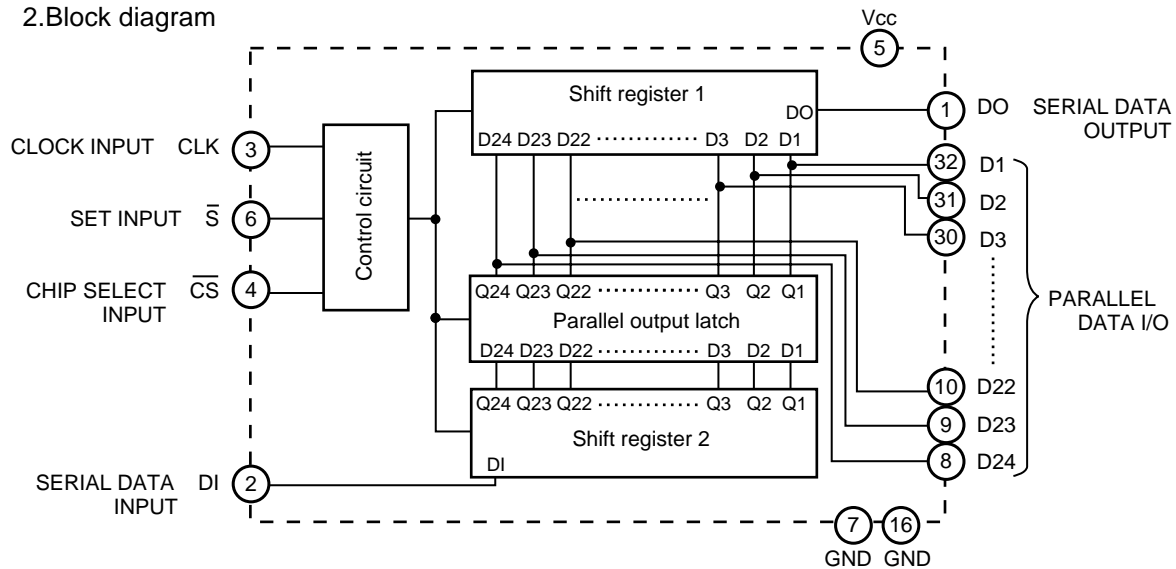 2.Block diagram
Vcc
5
Shift register 1
DO
1 DO SERIAL DATA
OUTPUT
D24 D23 D22 ·················· D3 D2 D1
CLOCK INPUT CLK 3
Control circuit
32 D1
31 D2
30 D3
SET INPUT S̅ 6
····················
CHIP SELECT
INPUT
C̅S̅ 4
Q24 Q23 Q22 ·················· Q3 Q2 Q1
Parallel output latch
D24 D23 D22 ·················· D3 D2 D1
PARALLEL
DATA I/O
Q24 Q23 Q22 ·················· Q3 Q2 Q1
Shift register 2
DI
10 D22
9 D23
8 D24
SERIAL DATA
INPUT
DI 2
7 16
GND GND